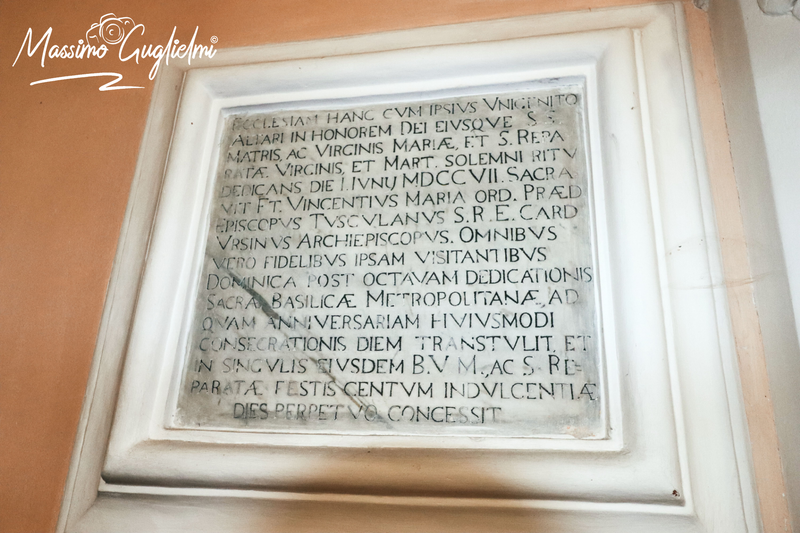 Massimo Guglielmi©
ECCLESIAM HANC CVM IPSIVS VNIGENITO
ALTARI IN HONOREM DEI EIVSQVE S S.
MATRIS, AC VIRGINIS MARIÆ, ET S. REPA
RATÆ VIRGINIS, ET MART. SOLEMNI RITV
DEDICANS DIE I. IVNIJ MDCCVII. SACRA
VIT FT. VINCENTIVS MARIA ORD. PRÆD
EPISCOPVS TVSCVLANVS S.R.E. CARD
VRSINVS ARCHIEPISCOPVS. OMNIBVS
VERO FIDELIBVS IPSAM VISITANTIBVS
DOMINICA POST OCTAVAM DEDICATIONIS
SACRÆ BASILICÆ METROPOLITANÆ, AD
QVAM ANNIVERSARIAM HVIVSMODI
CONSECRATIONIS DIEM TRANSTVLIT, ET
IN SINGVLIS EIVSDEM B.V M., AC S. RE-
PARATÆ FESTIS CENTVM INDVLGENTIÆ
DIES PERPETVO CONCESSIT